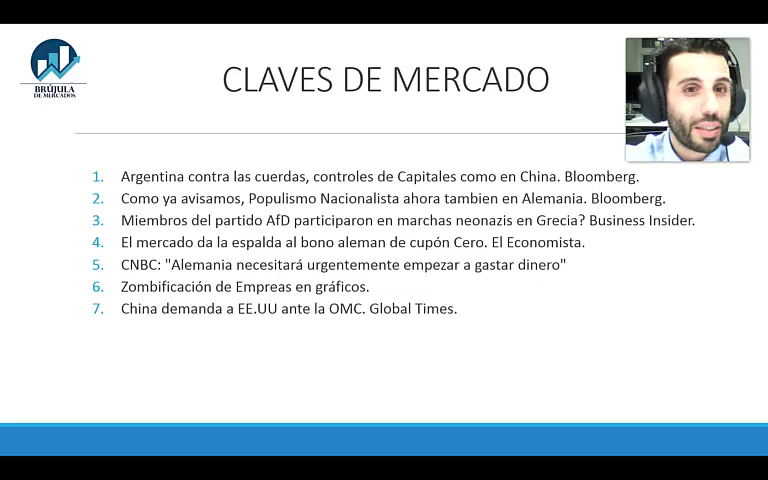 BRÚJULA
DE MERCADOS
CLAVES DE MERCADO
1. Argentina contra las cuerdas, controles de Capitales como en China. Bloomberg.
2. Como ya avisamos, Populismo Nacionalista ahora tambien en Alemania. Bloomberg.
3. Miembros del partido AfD participaron en marchas neonazis en Grecia? Business Insider.
4. El mercado da la espalda al bono aleman de cupón Cero. El Economista.
5. CNBC: "Alemania necesitará urgentemente empezar a gastar dinero"
6. Zombificación de Empreas en gráficos.
7. China demanda a EE.UU ante la OMC. Global Times.